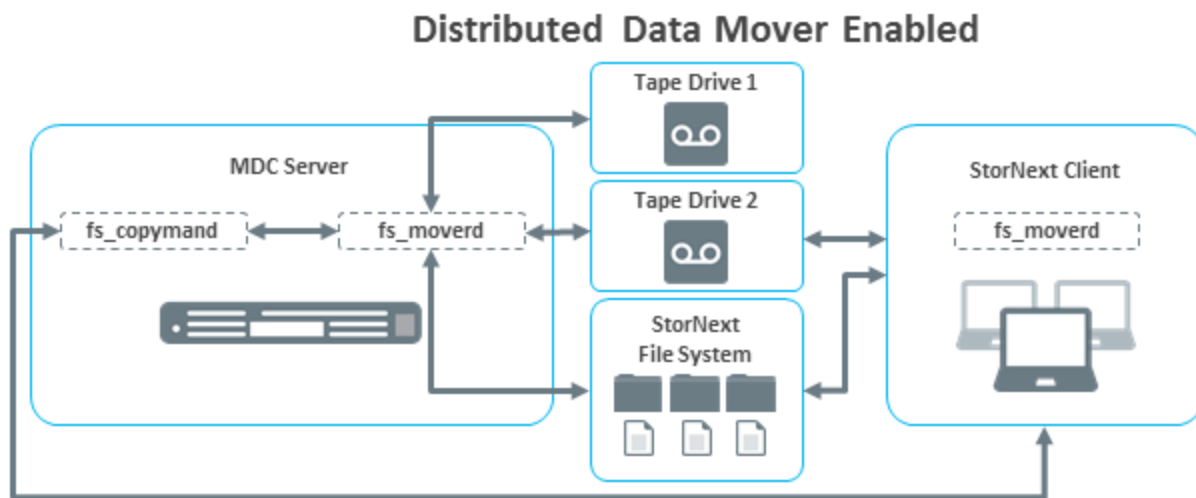 Distributed Data Mover Enabled
Tape Drive 1
MDC Server
StorNext Client
Tape Drive 2
fs_copymand
fs_moverd
fs_moverd
StorNext
File System